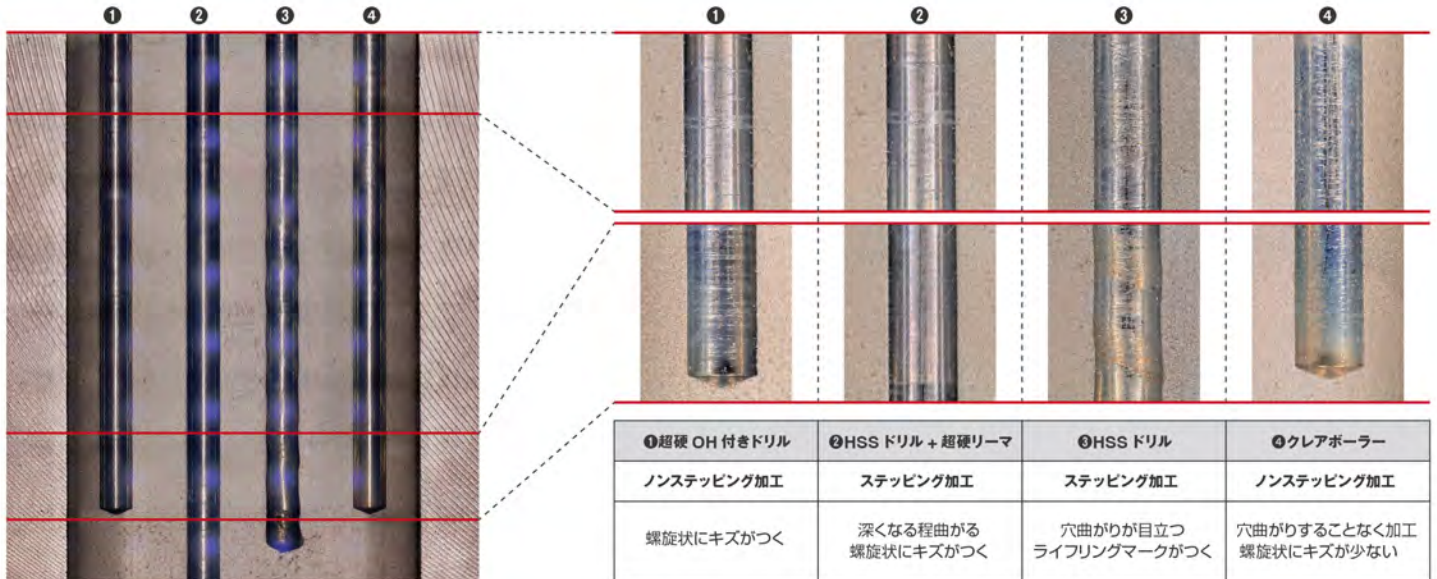 ❶ ❷ ❸ ❹
❶ ❷ ❸ ❹
❶超硬 OH 付きドリル
❷HSS ドリル + 超硬リーマ
❸HSS ドリル
❹クレアボーラー
ノンステッピング加工
ステッピング加工
ステッピング加工
ノンステッピング加工
螺旋状にキズがつく
深くなる程曲がる
螺旋状にキズがつく
穴曲がりが目立つ
ライフリングマークがつく
穴曲がりすることなく加工
螺旋状にキズが少ない